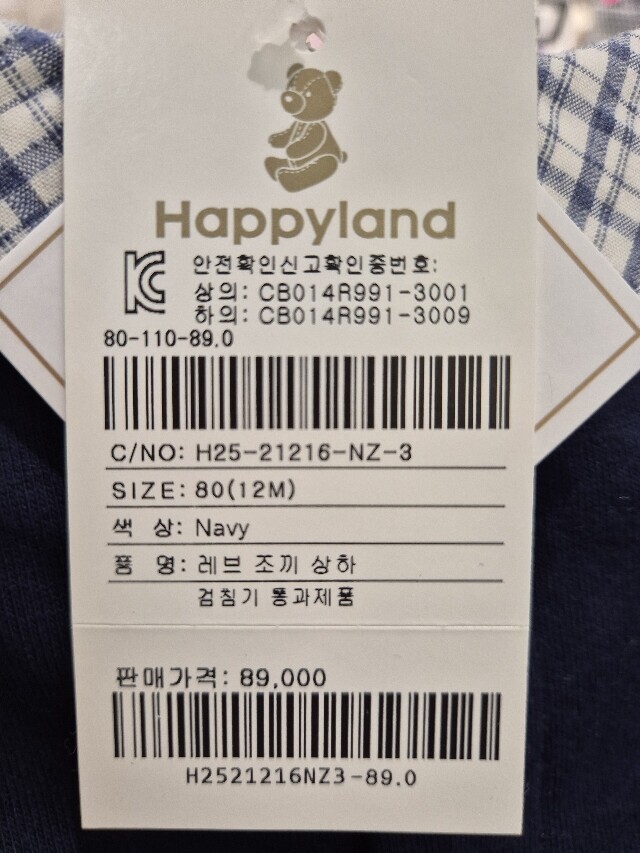 Happyland
안전확인신고확인증번호:
상의: CB014R991-3001
하의: CB014R991-3009
80-110-89.0
C/NO: H25-21216-NZ-3
SIZE: 80(12M)
색 상: Navy
품 명: 레브 조끼 상하
검침기 통과제품
판매가격: 89,000
H2521216NZ3-89.0